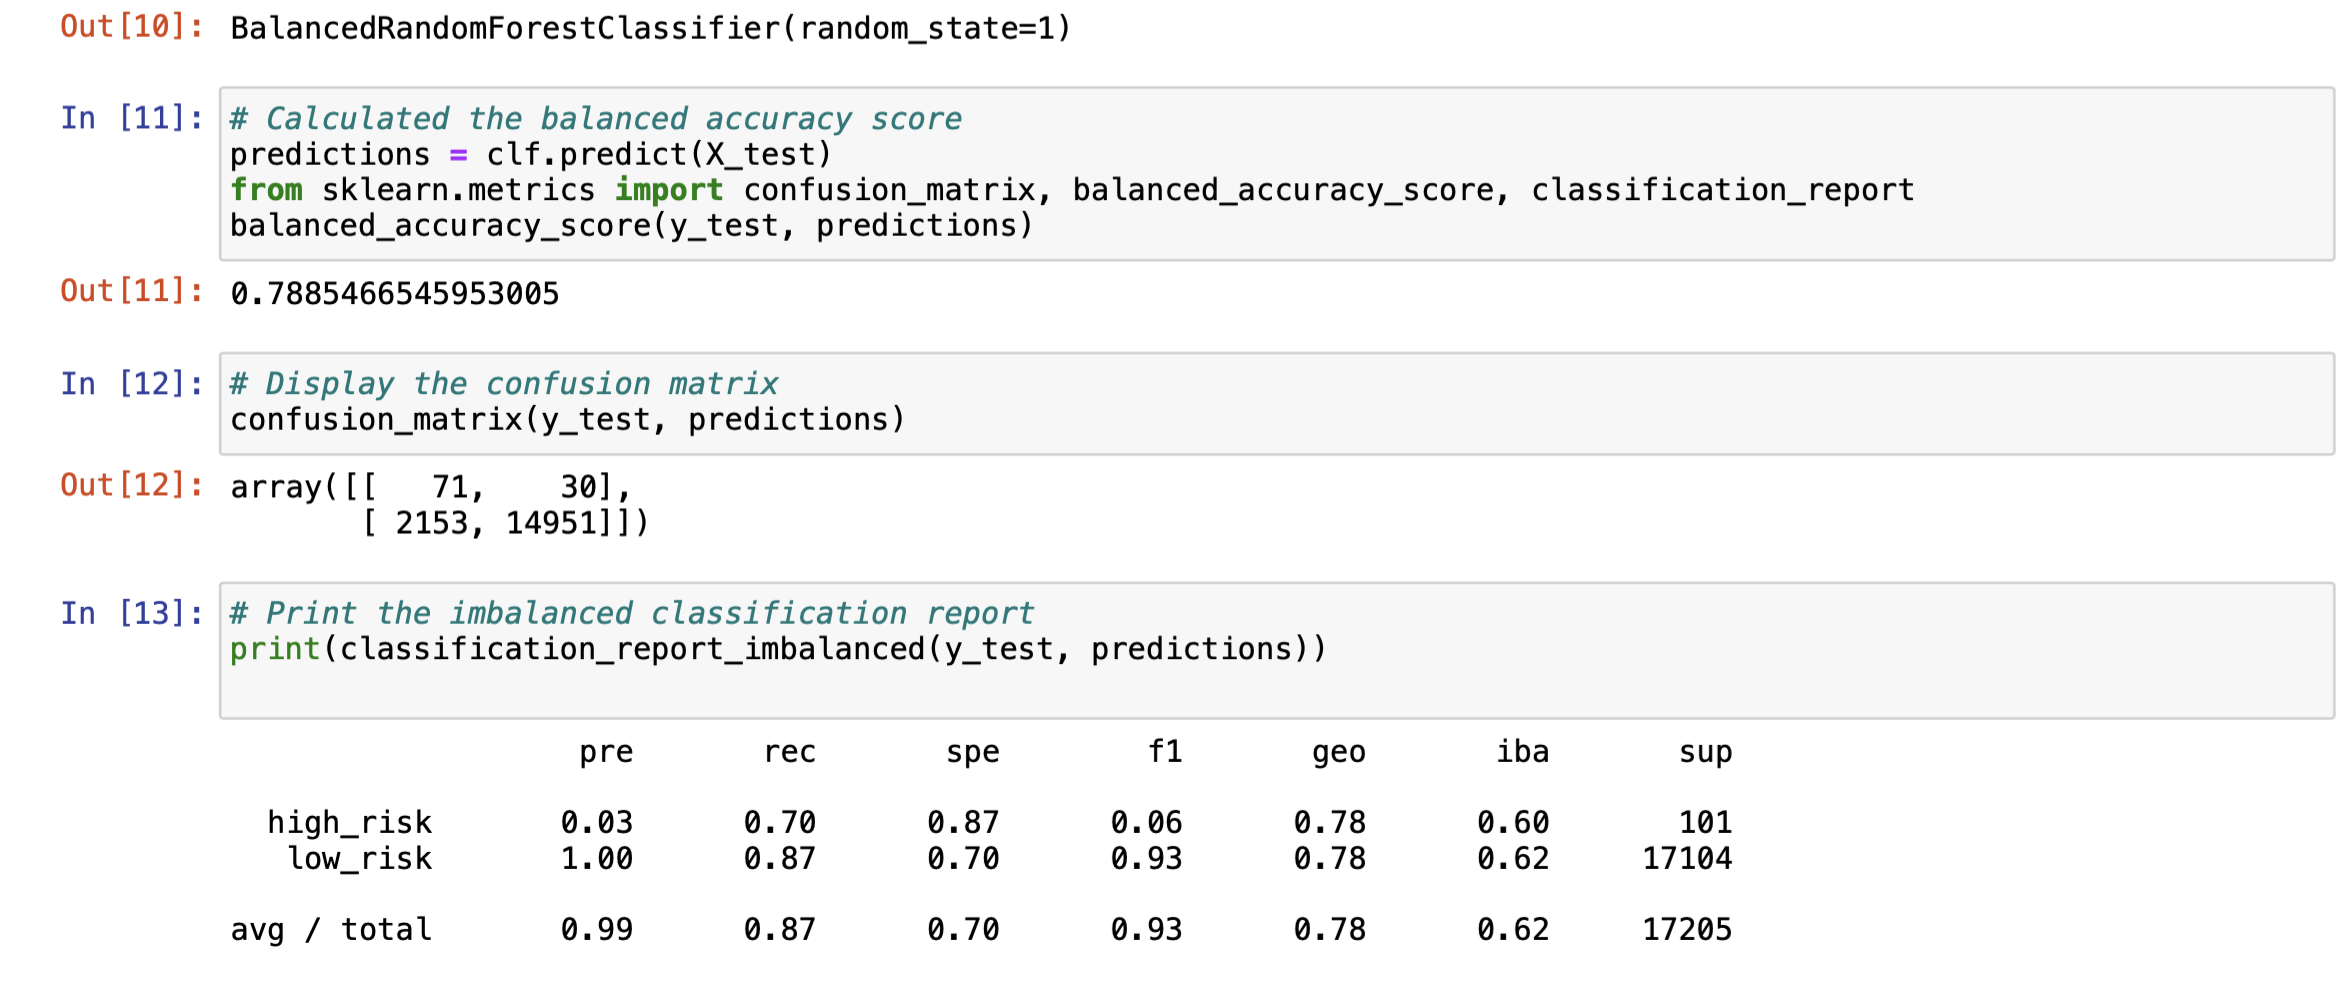 Out[10]: BalancedRandomForestClassifier(random_state=1)
In [11]: # Calculated the balanced accuracy score
predictions = clf.predict(X_test)
from sklearn.metrics import confusion_matrix, balanced_accuracy_score, classification_report
balanced_accuracy_score(y_test, predictions)
Out[11]: 0.7885466545953005
In [12]: # Display the confusion matrix
confusion_matrix(y_test, predictions)
Out[12]: array([[   71,    30],
       [ 2153, 14951]])
In [13]: # Print the imbalanced classification report
print(classification_report_imbalanced(y_test, predictions))
pre rec spe f1 geo iba sup
high_risk 0.03 0.70 0.87 0.06 0.78 0.60 101
low_risk 1.00 0.87 0.70 0.93 0.78 0.62 17104
avg / total 0.99 0.87 0.70 0.93 0.78 0.62 17205